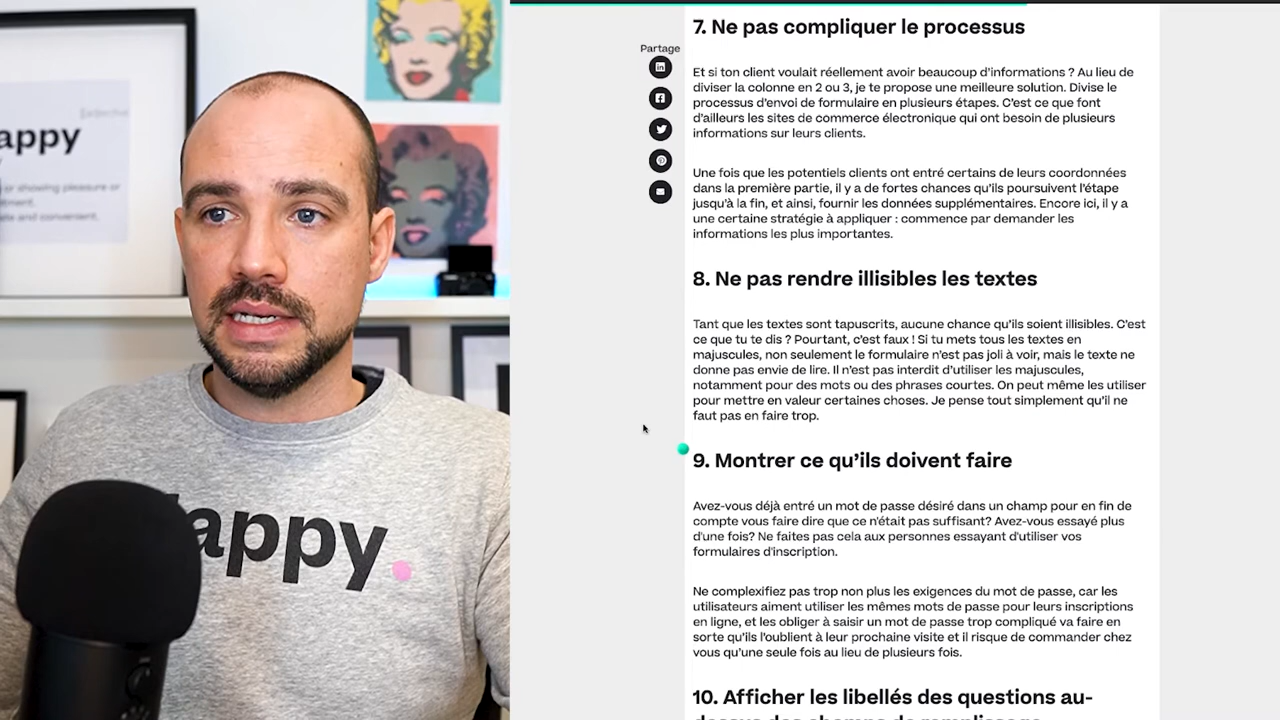 appy
or showing pleasure or
and convenient.
appy.
Partage
7. Ne pas compliquer le processus
Et si ton client voulait réellement avoir beaucoup d'informations ? Au lieu de
diviser la colonne en 2 ou 3, je te propose une meilleure solution. Divise le
processus d'envoi de formulaire en plusieurs étapes. C'est ce que font
d'ailleurs les sites de commerce électronique qui ont besoin de plusieurs
informations sur leurs clients.
Une fois que les potentiels clients ont entré certains de leurs coordonnées
dans la première partie, il y a de fortes chances qu'ils poursuivent l'étape
jusqu'à la fin, et ainsi, fournir les données supplémentaires. Encore ici, il y a
une certaine stratégie à appliquer : commence par demander les
informations les plus importantes.
8. Ne pas rendre illisibles les textes
Tant que les textes sont tapuscrits, aucune chance qu'ils soient illisibles. C'est
ce que tu te dis ? Pourtant, c'est faux ! Si tu mets tous les textes en
majuscules, non seulement le formulaire n'est pas joli à voir, mais le texte ne
donne pas envie de lire. Il n'est pas interdit d'utiliser les majuscules,
notamment pour des mots ou des phrases courtes. On peut même les utiliser
pour mettre en valeur certaines choses. Je pense tout simplement qu'il ne
faut pas en faire trop.
9. Montrer ce qu'ils doivent faire
Avez-vous déjà entré un mot de passe désiré dans un champ pour en fin de
compte vous faire dire que ce n'était pas suffisant? Avez-vous essayé plus
d'une fois? Ne faites pas cela aux personnes essayant d'utiliser vos
formulaires d'inscription.
Ne complexifiez pas trop non plus les exigences du mot de passe, car les
utilisateurs aiment utiliser les mêmes mots de passe pour leurs inscriptions
en ligne, et les obliger à saisir un mot de passe trop compliqué va faire en
sorte qu'ils l'oublient à leur prochaine visite et il risque de commander chez
vous qu'une seule fois au lieu de plusieurs fois.
10. Afficher les libellés des questions au-
dessus des champs de remplissage